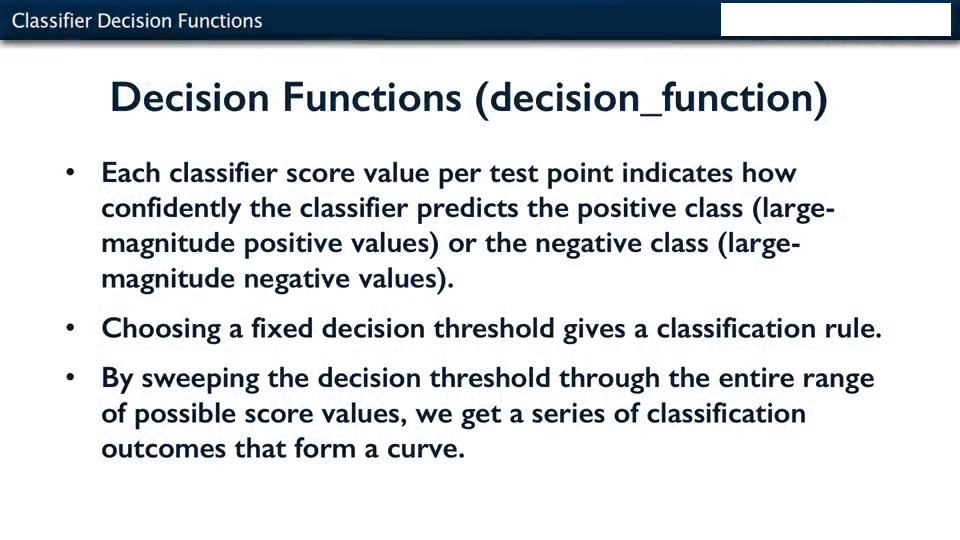 Classifier Decision Functions
Decision Functions (decision_function)
• Each classifier score value per test point indicates how
confidently the classifier predicts the positive class (large-
magnitude positive values) or the negative class (large-
magnitude negative values).
• Choosing a fixed decision threshold gives a classification rule.
• By sweeping the decision threshold through the entire range
of possible score values, we get a series of classification
outcomes that form a curve.